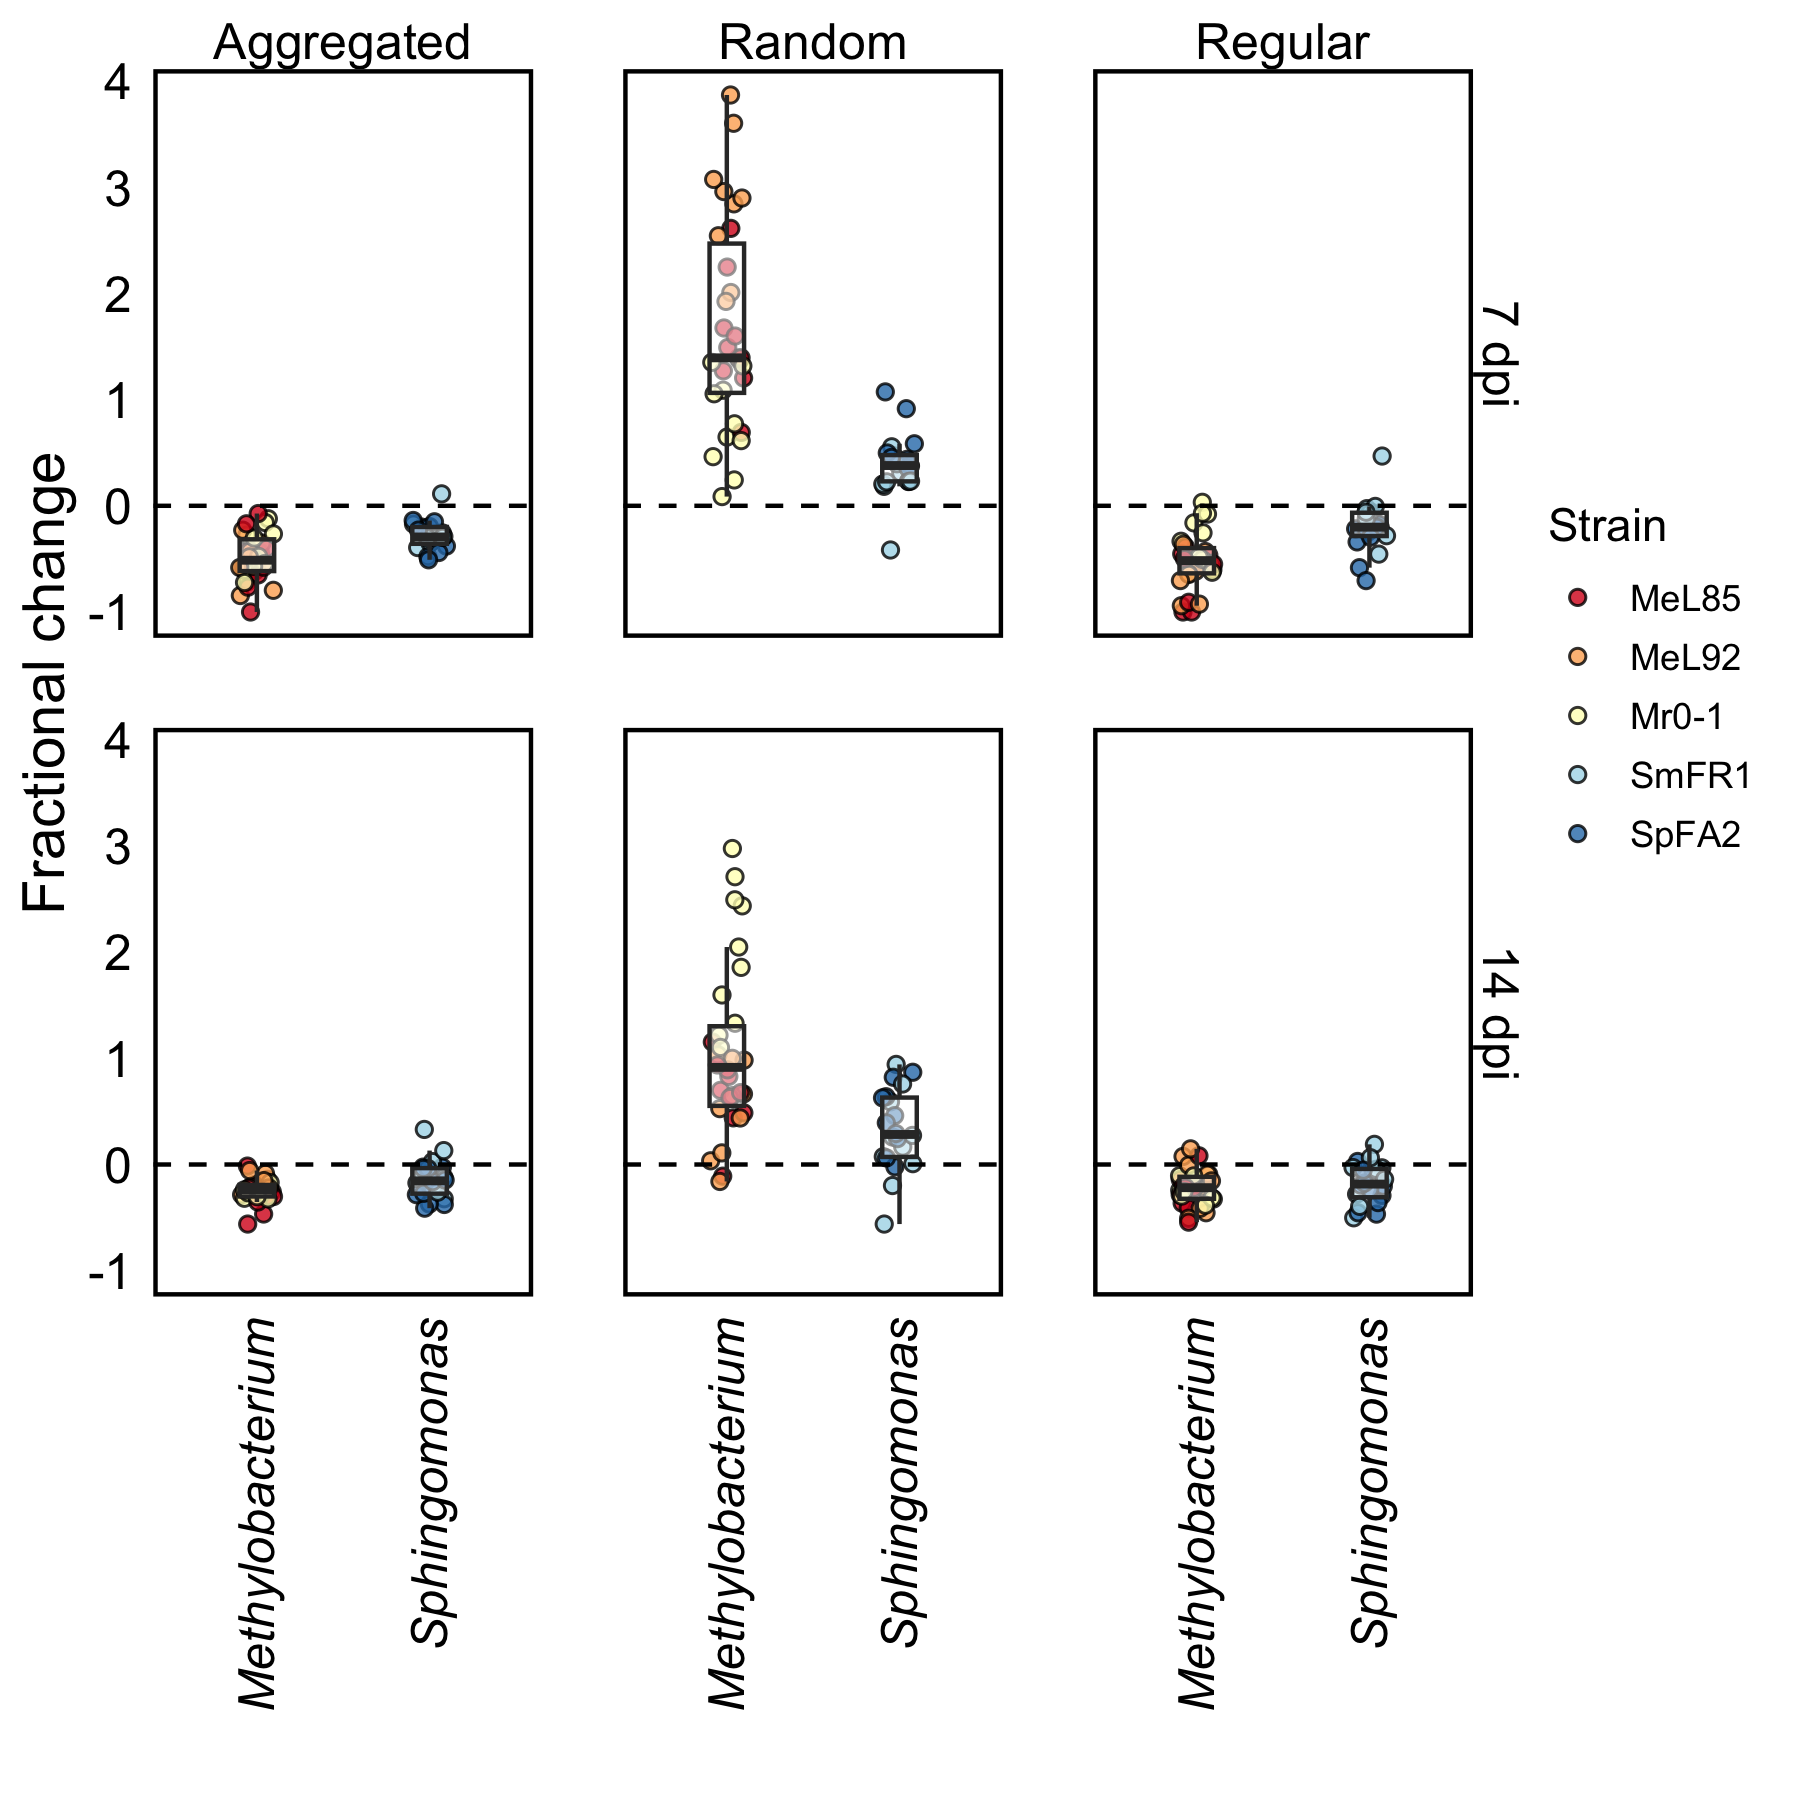 Aggregated
Random
Regular
4
3
2
1
0
-1
7 dpi
Fractional change
4
3
2
1
0
-1
14 dpi
Methylobacterium
Sphingomonas
Methylobacterium
Sphingomonas
Methylobacterium
Sphingomonas
Strain
MeL85
MeL92
Mr0-1
SmFR1
SpFA2